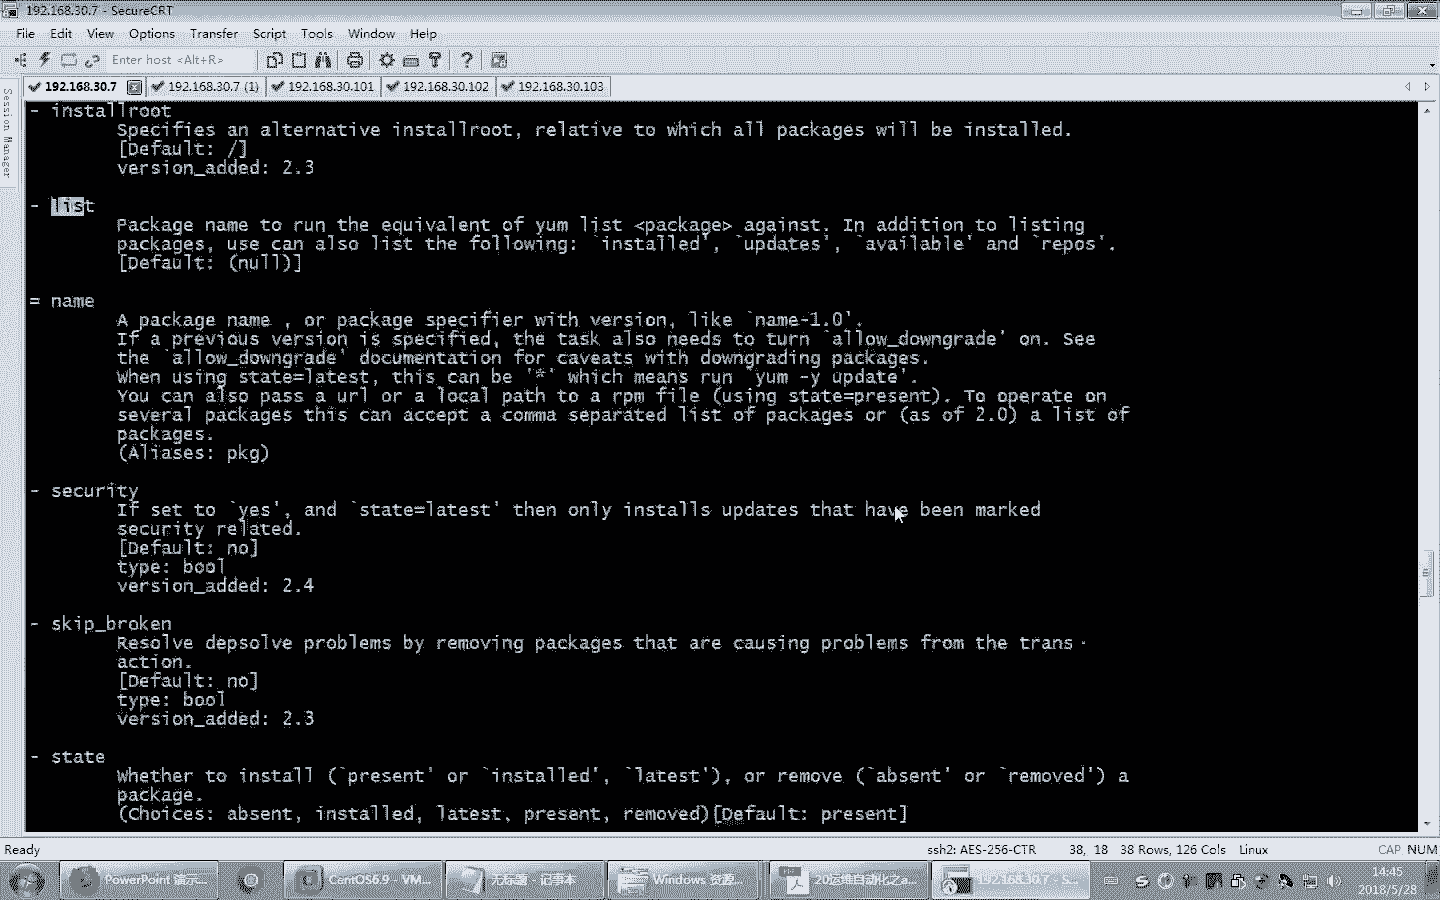 192.168.30.7 - SecureCRT
File Edit View Options Transfer Script Tools Window Help
Enter host <Alt+R>
192.168.30.7 192.168.30.7 (1) 192.168.30.101 192.168.30.102 192.168.30.103
Session Manager
- installroot
Specifies an alternative installroot, relative to which all packages will be installed.
[Default: /]
version_added: 2.3
- list
Package name to run the equivalent of yum list <package> against. In addition to listing
packages, use can also list the following: `installed', `updates', `available' and `repos'.
[Default: (null)]
= name
A package name , or package specifier with version, like `name-1.0'.
If a previous version is specified, the task also needs to turn `allow_downgrade' on. See
the `allow_downgrade' documentation for caveats with downgrading packages.
When using state=latest, this can be '*' which means run `yum -y update'.
You can also pass a url or a local path to a rpm file (using state=present). To operate on
several packages this can accept a comma separated list of packages or (as of 2.0) a list of
packages.
(Aliases: pkg)
- security
If set to `yes', and `state=latest' then only installs updates that have been marked
security related.
[Default: no]
type: bool
version_added: 2.4
- skip_broken
Resolve depsolve problems by removing packages that are causing problems from the trans-
action.
[Default: no]
type: bool
version_added: 2.3
- state
Whether to install (`present' or `installed', `latest'), or remove (`absent' or `removed') a
package.
(Choices: absent, installed, latest, present, removed)[Default: present]
Ready ssh2: AES-256-CTR 38, 18 38 Rows, 126 Cols Linux CAP NUM
PowerPoint 演示... CentOS6.9 - VM... 无标题 - 记事本 Windows 资源... 20运维自动化之a... 192.168.30.7 - S... 14:45
2018/5/28